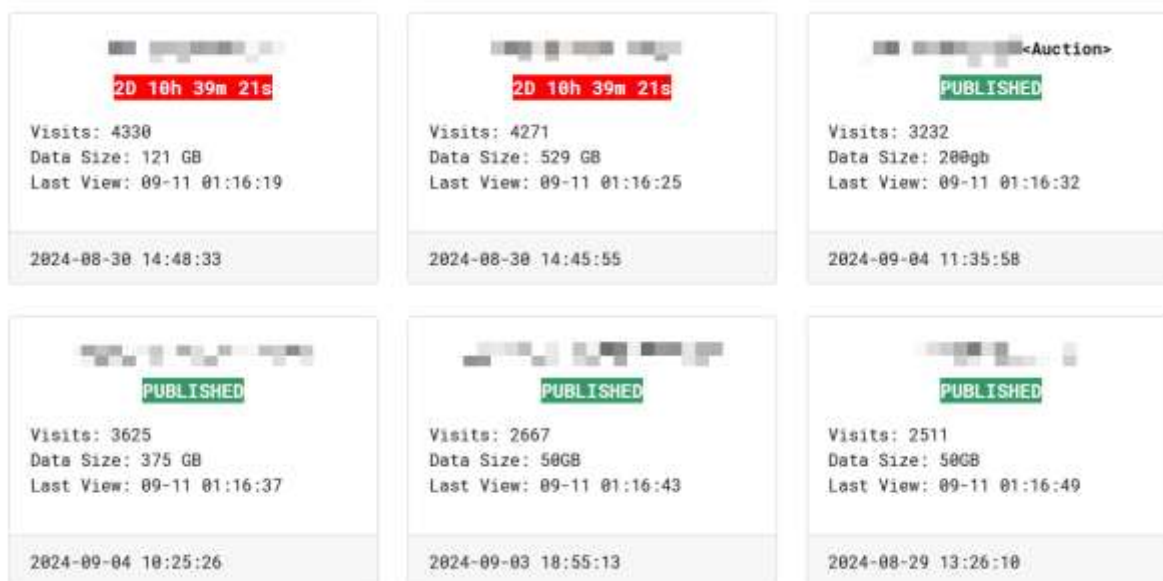 2D 10h 39m 21s
Visits: 4330
Data Size: 121 GB
Last View: 09-11 01:16:19
2024-08-30 14:48:33
2D 10h 39m 21s
Visits: 4271
Data Size: 529 GB
Last View: 09-11 01:16:25
2024-08-30 14:45:55
<Auction>
PUBLISHED
Visits: 3232
Data Size: 200gb
Last View: 09-11 01:16:32
2024-09-04 11:35:58
PUBLISHED
Visits: 3625
Data Size: 375 GB
Last View: 09-11 01:16:37
2024-09-04 10:25:26
PUBLISHED
Visits: 2667
Data Size: 50GB
Last View: 09-11 01:16:43
2024-09-03 18:55:13
PUBLISHED
Visits: 2511
Data Size: 50GB
Last View: 09-11 01:16:49
2024-08-29 13:26:10